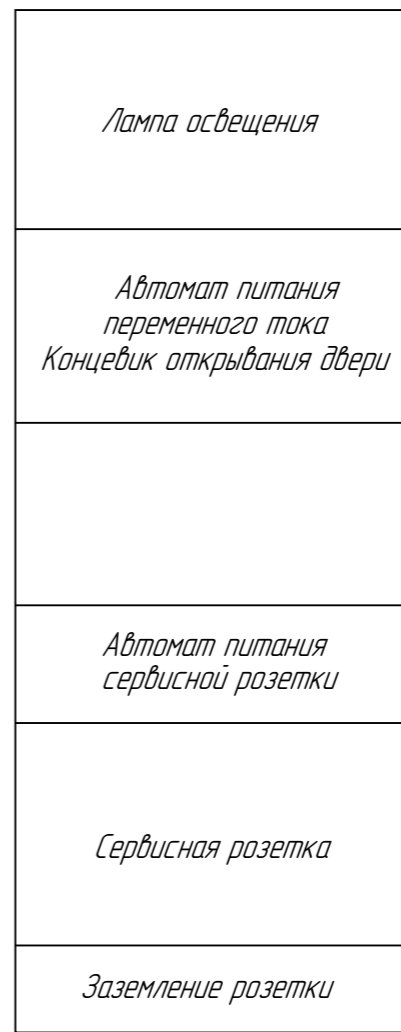 Лампа освещения
Автомат питания
переменного тока
Концевик открывания двери
Автомат питания
сервисной розетки
Сервисная розетка
Заземление розетки